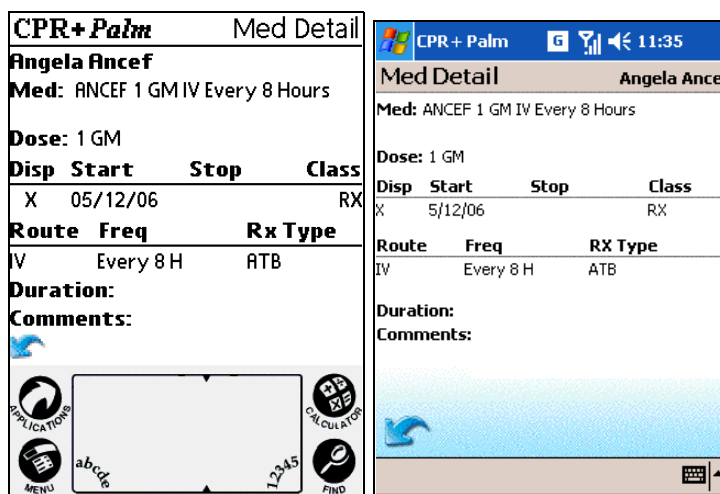 CPR+ Palm Med Detail
Angela Ancef
Med: ANCEF 1 GM IV Every 8 Hours
Dose: 1 GM
Disp Start Stop Class
X 05/12/06 RX
Route Freq Rx Type
IV Every 8 H ATB
Duration:
Comments:
APPLICATIONS
CALCULATOR
abcde
12345
MENU
FIND
CPR + Palm G 11:35
Med Detail Angela Ance
Med: ANCEF 1 GM IV Every 8 Hours
Dose: 1 GM
Disp Start Stop Class
X 5/12/06 RX
Route Freq RX Type
IV Every 8 H ATB
Duration:
Comments: